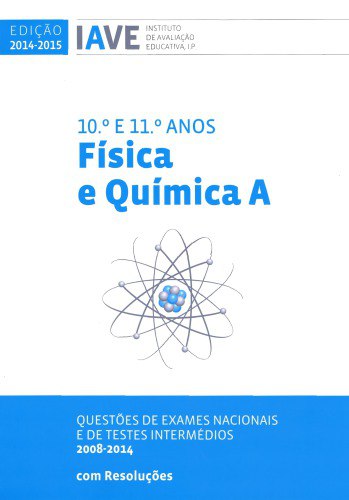 EDIÇÃO
2014-2015
IAVE
INSTITUTO
DE AVALIAÇÃO
EDUCATIVA, I.P
10.º E 11.º ANOS
Física
e Química A
QUESTÕES DE EXAMES NACIONAIS
E DE TESTES INTERMÉDIOS
2008-2014
com Resoluções